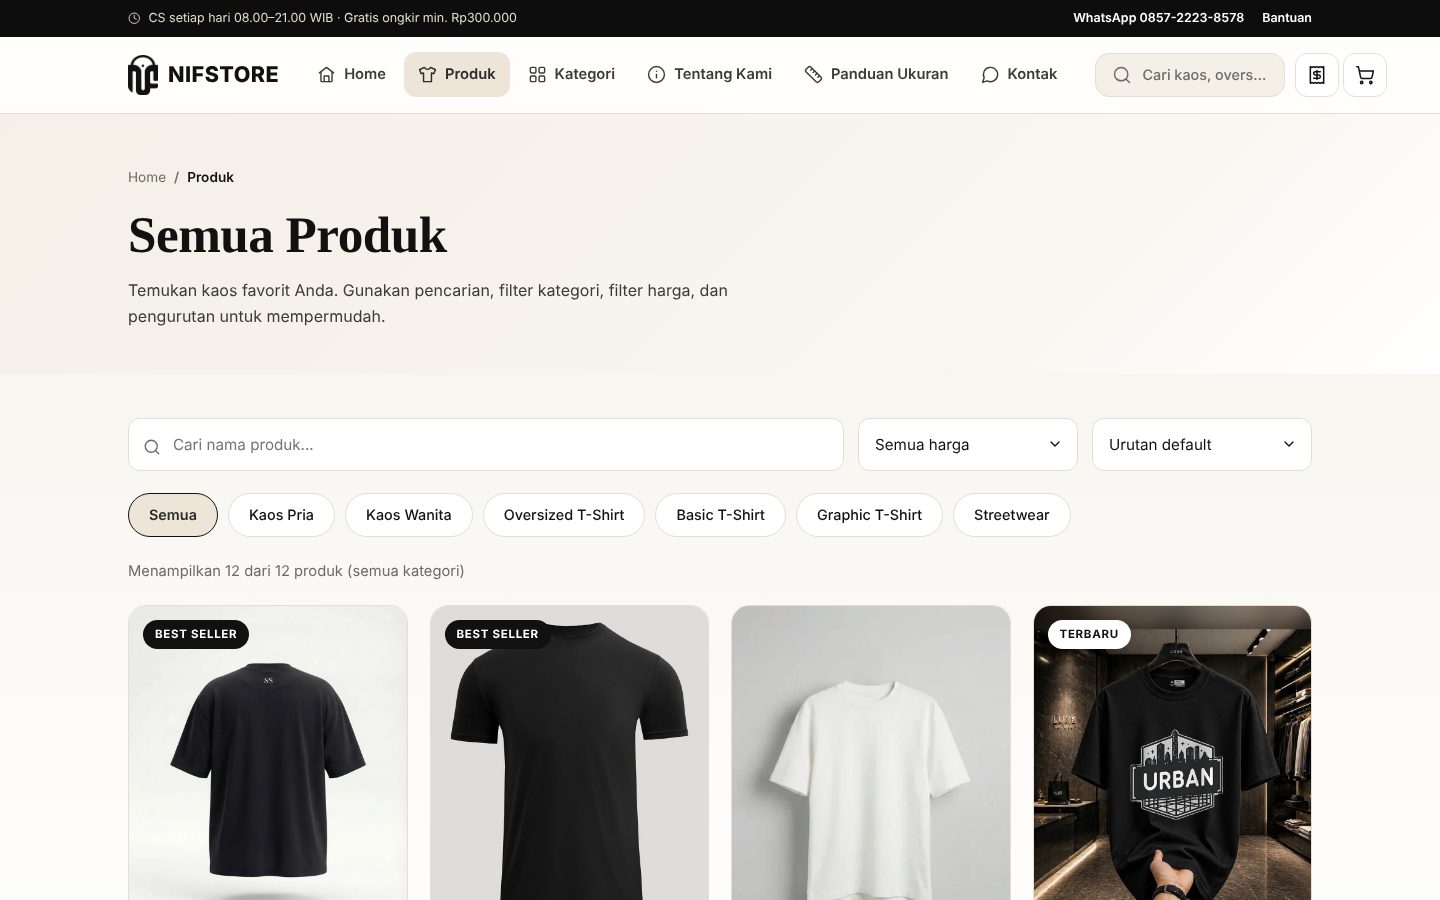 CS setiap hari 08.00–21.00 WIB · Gratis ongkir min. Rp300.000
WhatsApp 0857-2223-8578
Bantuan
NIFSTORE
Home
Produk
Kategori
Tentang Kami
Panduan Ukuran
Kontak
Cari kaos, overs...
Home / Produk
Semua Produk
Temukan kaos favorit Anda. Gunakan pencarian, filter kategori, filter harga, dan
pengurutan untuk mempermudah.
Cari nama produk...
Semua harga
Urutan default
Semua
Kaos Pria
Kaos Wanita
Oversized T-Shirt
Basic T-Shirt
Graphic T-Shirt
Streetwear
Menampilkan 12 dari 12 produk (semua kategori)
BEST SELLER
BEST SELLER
TERBARU
LUXE
LUXE
URBAN